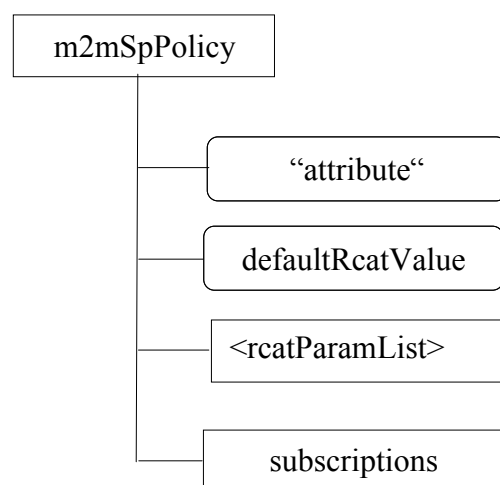 m2mSpPolicy
“attribute“
defaultRcatValue
<rcatParamList>
subscriptions